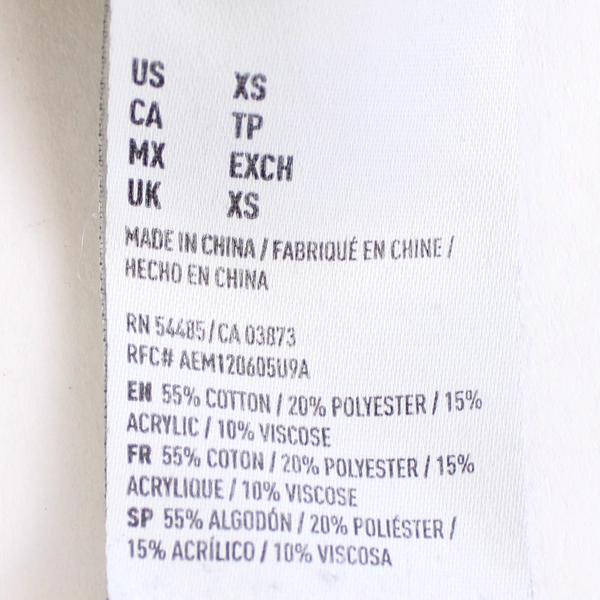 US XS
CA TP
MX EXCH
UK XS
MADE IN CHINA / FABRIQUÉ EN CHINE /
HECHO EN CHINA
RN 54485 / CA 03873
RFC# AEM120605U9A
EN 55% COTTON / 20% POLYESTER / 15%
ACRYLIC / 10% VISCOSE
FR 55% COTON / 20% POLYESTER / 15%
ACRYLIQUE / 10% VISCOSE
SP 55% ALGODÓN / 20% POLIÉSTER /
15% ACRÍLICO / 10% VISCOSA